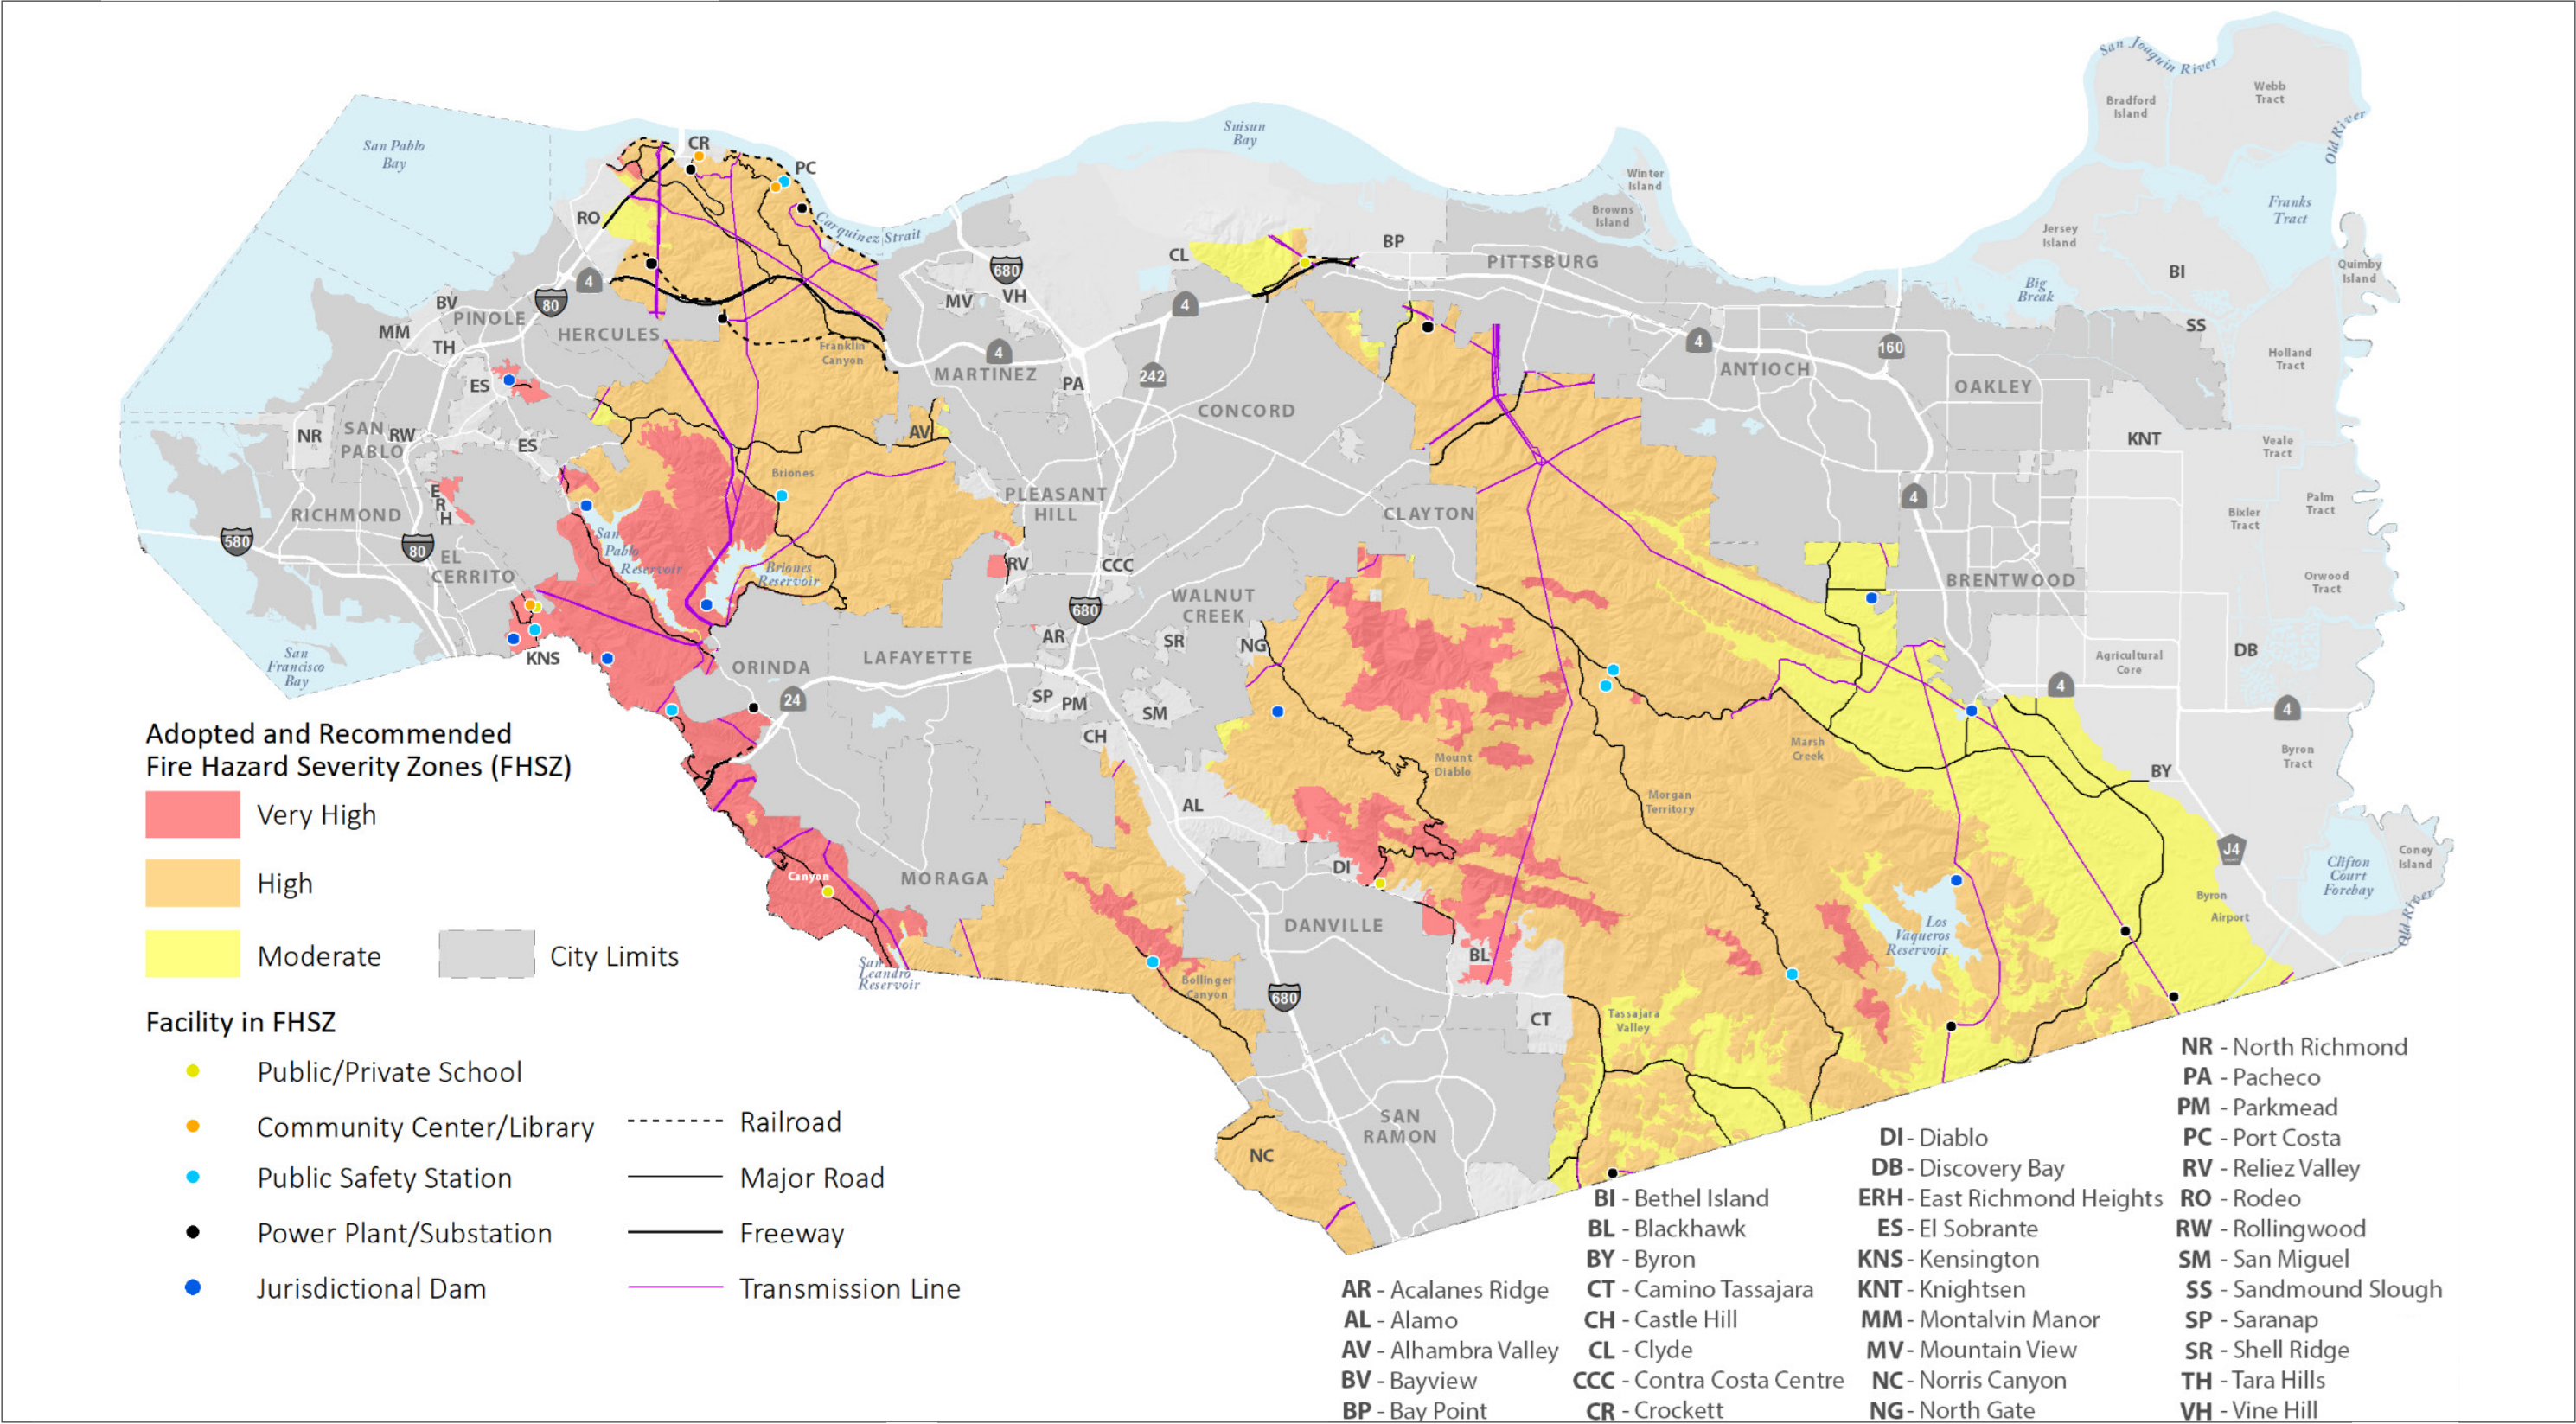 San Joaquin River
Webb
Tract
Bradford
Island
Old River
San Pablo
Bay
Suisun
Bay
CR
PC
Winter
Island
Browns
Island
Franks
Tract
RO
Carquinez Strait
Jersey
Island
CL
BP
PITTSBURG
BI
Quimby
Island
680
4
MV
VH
4
Big
Break
BV
PINOLE
80
MM
HERCULES
TH
Franklin
Canyon
4
4
160
SS
Holland
Tract
ES
MARTINEZ
PA
242
ANTIOCH
OAKLEY
CONCORD
NR
SAN
PABLO
RW
ES
AV
KNT
Veale
Tract
Briones
E
R
H
RICHMOND
PLEASANT
HILL
CLAYTON
4
Palm
Tract
Bixler
Tract
580
80
San
Pablo
Reservoir
EL
CERRITO
Briones
Reservoir
RV
CCC
BRENTWOOD
Orwood
Tract
WALNUT
CREEK
680
AR
SR
NG
San
Francisco
Bay
KNS
ORINDA
LAFAYETTE
Agricultural
Core
DB
24
SP
PM
SM
4
4
CH
Mount
Diablo
Marsh
Creek
Byron
Tract
BY
AL
Morgan
Territory
J4
Clifton
Court
Forebay
Coney
Island
DI
Canyon
MORAGA
Byron
Airport
Old River
DANVILLE
Los
Vaqueros
Reservoir
BL
San
Leandro
Reservoir
Bollinger
Canyon
680
CT
Tassajara
Valley
SAN
RAMON
NC
Adopted and Recommended
Fire Hazard Severity Zones (FHSZ)
Very High
High
Moderate
City Limits
Facility in FHSZ
Public/Private School
Community Center/Library
Public Safety Station
Power Plant/Substation
Jurisdictional Dam
Railroad
Major Road
Freeway
Transmission Line
AR - Acalanes Ridge
AL - Alamo
AV - Alhambra Valley
BV - Bayview
BP - Bay Point
BI - Bethel Island
BL - Blackhawk
BY - Byron
CT - Camino Tassajara
CH - Castle Hill
CL - Clyde
CCC - Contra Costa Centre
CR - Crockett
DI - Diablo
DB - Discovery Bay
ERH - East Richmond Heights
ES - El Sobrante
KNS - Kensington
KNT - Knightsen
MM - Montalvin Manor
MV - Mountain View
NC - Norris Canyon
NG - North Gate
NR - North Richmond
PA - Pacheco
PM - Parkmead
PC - Port Costa
RV - Reliez Valley
RO - Rodeo
RW - Rollingwood
SM - San Miguel
SS - Sandmound Slough
SP - Saranap
SR - Shell Ridge
TH - Tara Hills
VH - Vine Hill